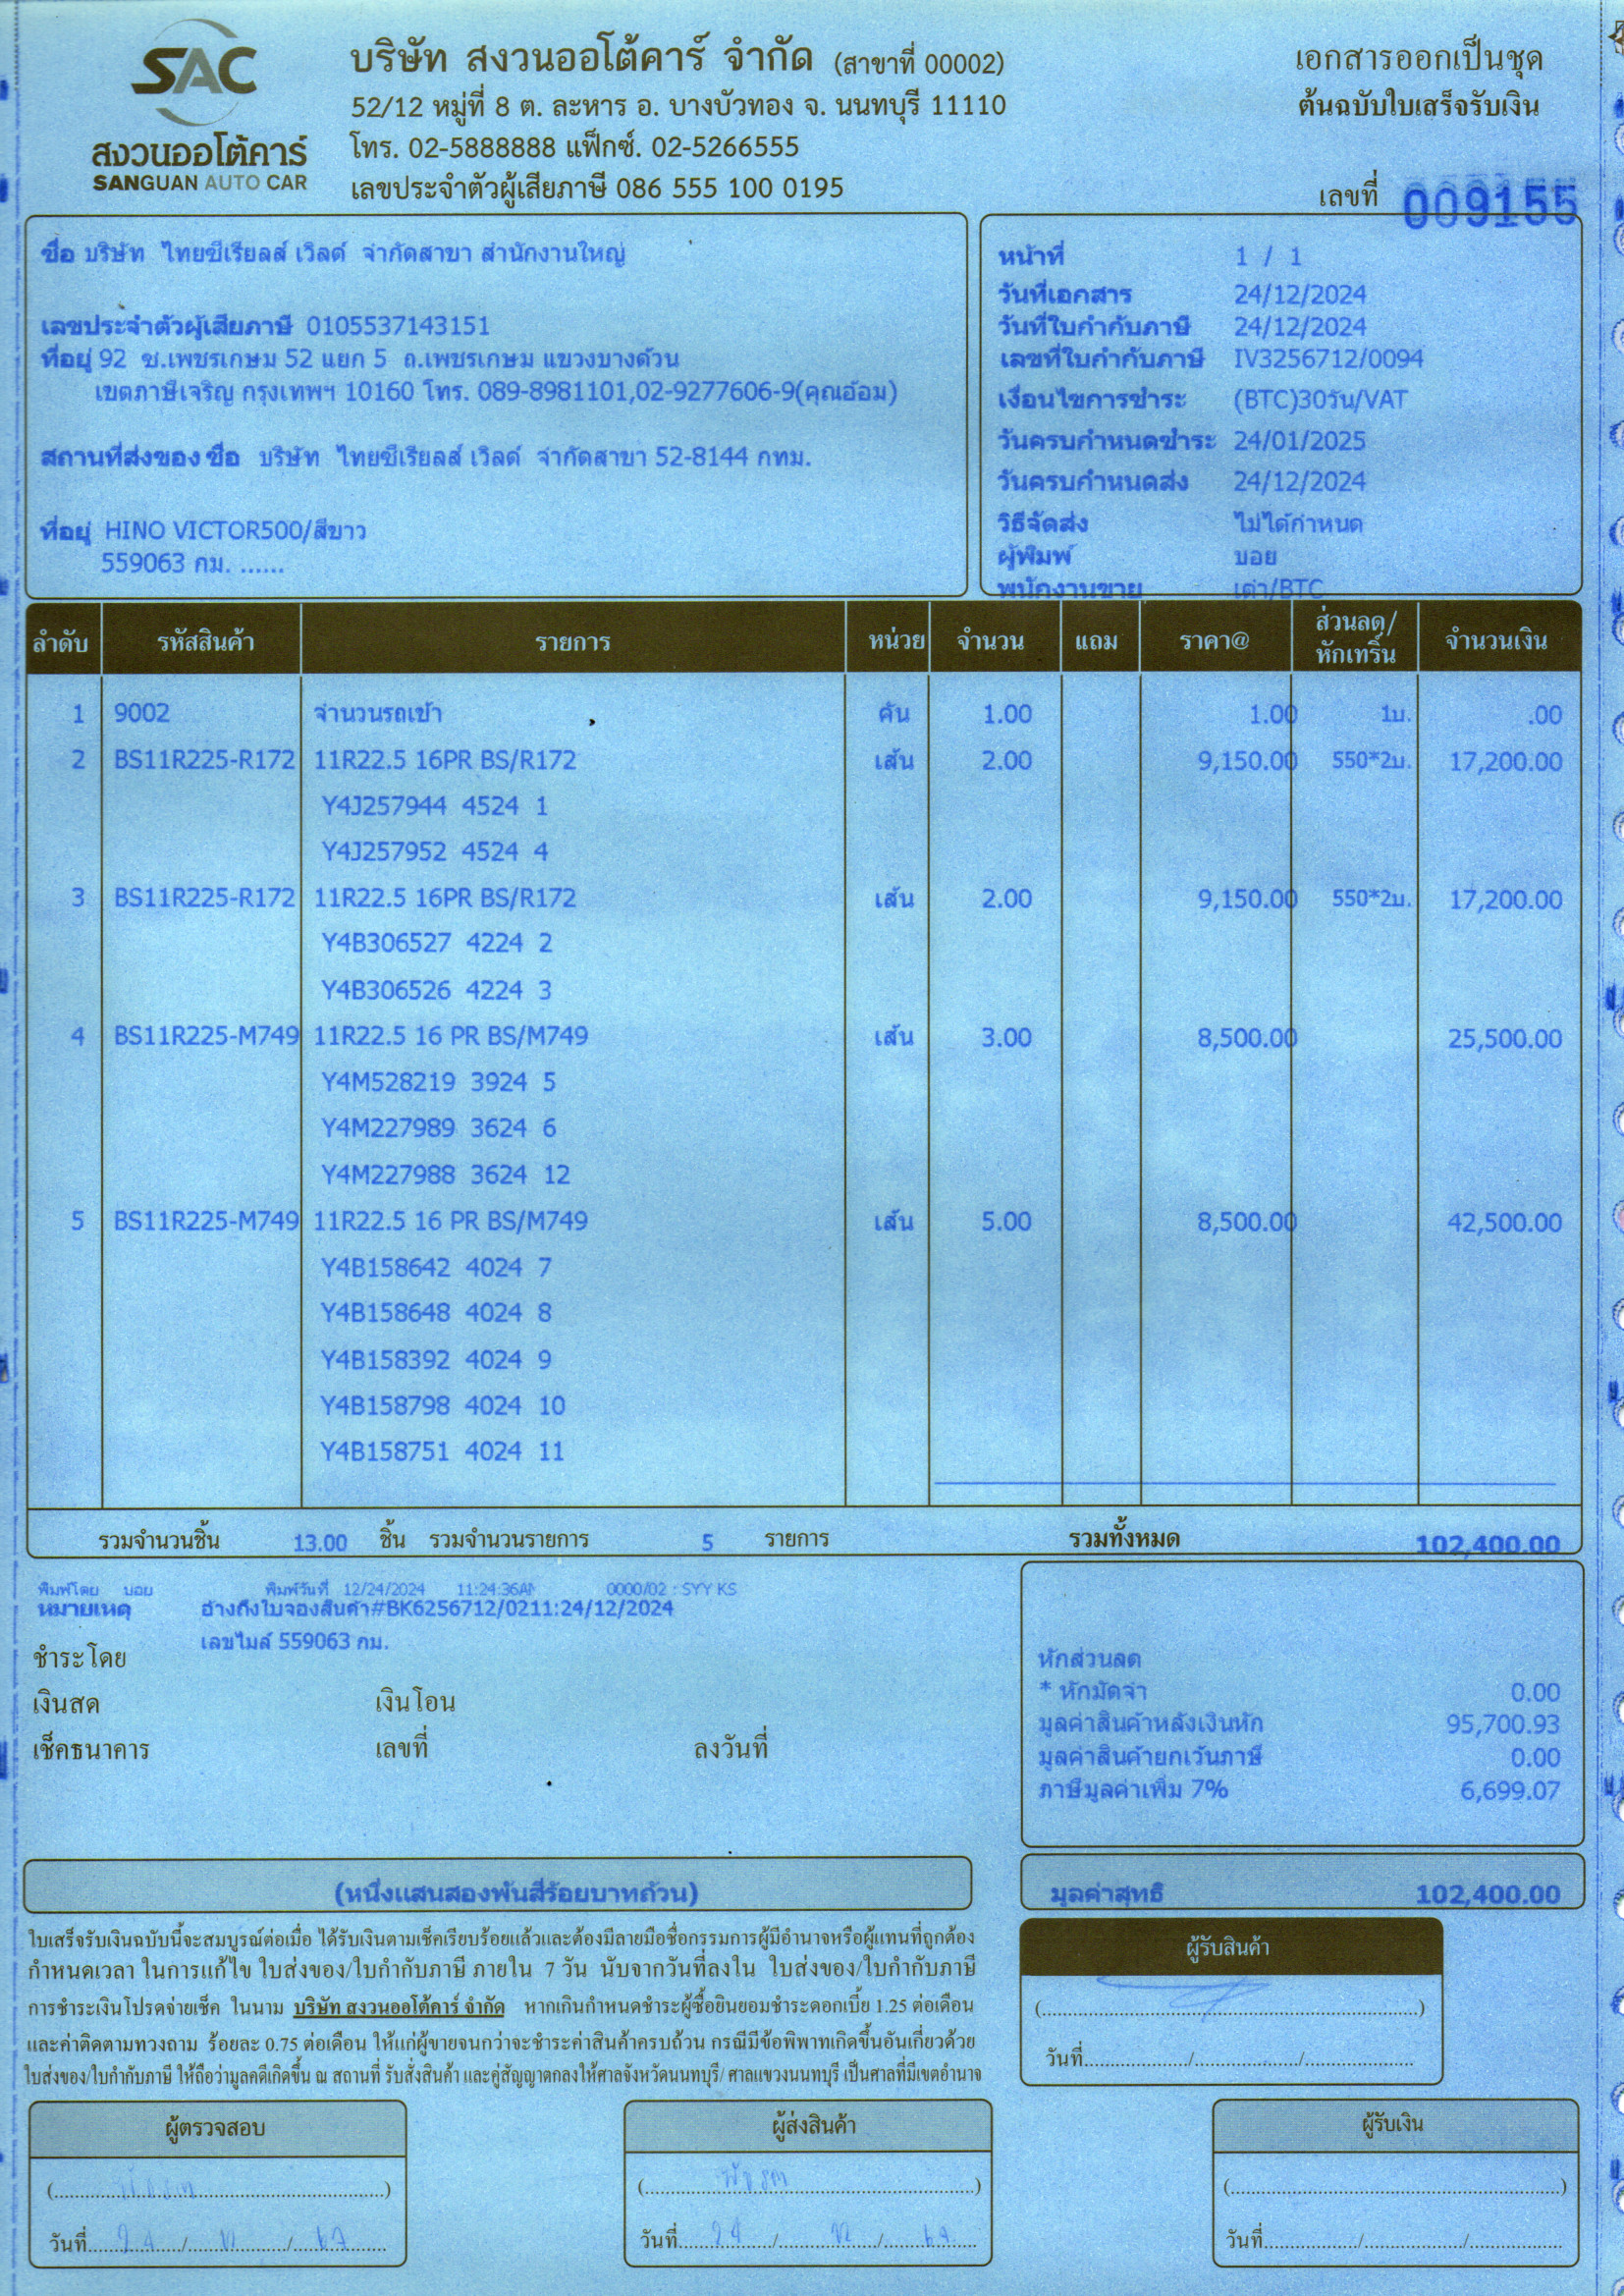 SAC
สงวนออโต้คาร์
SANGUAN AUTO CAR
บริษัท สงวนออโต้คาร์ จำกัด (สาขาที่ 00002)
52/12 หมู่ที่ 8 ต. ละหาร อ. บางบัวทอง จ. นนทบุรี 11110
โทร. 02-5888888 แฟ็กซ์. 02-5266555
เลขประจำตัวผู้เสียภาษี 086 555 100 0195
เอกสารออกเป็นชุด
ต้นฉบับใบเสร็จรับเงิน
เลขที่ 009155
ชื่อ บริษัท ไทยซีเรียลส์ เวิลด์ จำกัดสาขา สำนักงานใหญ่
เลขประจำตัวผู้เสียภาษี 0105537143151
ที่อยู่ 92 ซ.เพชรเกษม 52 แยก 5 ถ.เพชรเกษม แขวงบางด้วน
เขตภาษีเจริญ กรุงเทพฯ 10160 โทร. 089-8981101,02-9277606-9(คุณอ้อม)
สถานที่ส่งของ ชื่อ บริษัท ไทยซีเรียลส์ เวิลด์ จำกัดสาขา 52-8144 กทม.
ที่อยู่ HINO VICTOR500/สีขาว
559063 กม. ......
หน้าที่ 1 / 1
วันที่เอกสาร 24/12/2024
วันที่ใบกำกับภาษี 24/12/2024
เลขที่ใบกำกับภาษี IV3256712/0094
เงื่อนไขการชำระ (BTC)30วัน/VAT
วันครบกำหนดชำระ 24/01/2025
วันครบกำหนดส่ง 24/12/2024
วิธีจัดส่ง ไม่ได้กำหนด
ผู้พิมพ์ บอย
พนักงานขาย เต่า/BTC
ลำดับ รหัสสินค้า รายการ หน่วย จำนวน แถม ราคา@ ส่วนลด/หักเทริ์น จำนวนเงิน
1 9002 จำนวนรถเข้า คัน 1.00 1.00 1บ. .00
2 BS11R225-R172 11R22.5 16PR BS/R172 เส้น 2.00 9,150.00 550*2บ. 17,200.00
Y4J257944 4524 1
Y4J257952 4524 4
3 BS11R225-R172 11R22.5 16PR BS/R172 เส้น 2.00 9,150.00 550*2บ. 17,200.00
Y4B306527 4224 2
Y4B306526 4224 3
4 BS11R225-M749 11R22.5 16 PR BS/M749 เส้น 3.00 8,500.00 25,500.00
Y4M528219 3924 5
Y4M227989 3624 6
Y4M227988 3624 12
5 BS11R225-M749 11R22.5 16 PR BS/M749 เส้น 5.00 8,500.00 42,500.00
Y4B158642 4024 7
Y4B158648 4024 8
Y4B158392 4024 9
Y4B158798 4024 10
Y4B158751 4024 11
รวมจำนวนชิ้น 13.00 ชิ้น รวมจำนวนรายการ 5 รายการ รวมทั้งหมด 102,400.00
พิมพ์โดย บอย พิมพ์วันที่ 12/24/2024 11:24:36AM 0000/02 : SYY KS
หมายเหตุ อ้างถึงใบจองสินค้า#BK6256712/0211:24/12/2024
เลขไมล์ 559063 กม.
ชำระโดย
เงินสด เงินโอน
เช็คธนาคาร เลขที่ ลงวันที่
หักส่วนลด
* หักมัดจำ 0.00
มูลค่าสินค้าหลังเงินหัก 95,700.93
มูลค่าสินค้ายกเว้นภาษี 0.00
ภาษีมูลค่าเพิ่ม 7% 6,699.07
(หนึ่งแสนสองพันสี่ร้อยบาทถ้วน)
มูลค่าสุทธิ 102,400.00
ใบเสร็จรับเงินฉบับนี้จะสมบูรณ์ต่อเมื่อ ได้รับเงินตามเช็คเรียบร้อยแล้วและต้องมีลายมือชื่อกรรมการผู้มีอำนาจหรือผู้แทนที่ถูกต้อง
กำหนดเวลา ในการแก้ไข ใบส่งของ/ใบกำกับภาษี ภายใน 7 วัน นับจากวันที่ลงใน ใบส่งของ/ใบกำกับภาษี
การชำระเงินโปรดจ่ายเช็ค ในนาม บริษัท สงวนออโต้คาร์ จำกัด หากเกินกำหนดชำระผู้ซื้อยินยอมชำระดอกเบี้ย 1.25 ต่อเดือน
และค่าติดตามทวงถาม ร้อยละ 0.75 ต่อเดือน ให้แก่ผู้ขายจนกว่าจะชำระค่าสินค้าครบถ้วน กรณีมีข้อพิพาทเกิดขึ้นอันเกี่ยวด้วย
ใบส่งของ/ใบกำกับภาษี ให้ถือว่ามูลคดีเกิดขึ้น ณ สถานที่ รับสั่งสินค้า และคู่สัญญาตกลงให้ศาลจังหวัดนนทบุรี/ ศาลแขวงนนทบุรี เป็นศาลที่มีเขตอำนาจ
ผู้รับสินค้า
(....................)
วันที่........../........../..........
ผู้ตรวจสอบ
วันที่ 24 / 12 / 67
ผู้ส่งสินค้า
วันที่ 24 / 12 / 67
ผู้รับเงิน
(....................)
วันที่........../........../..........